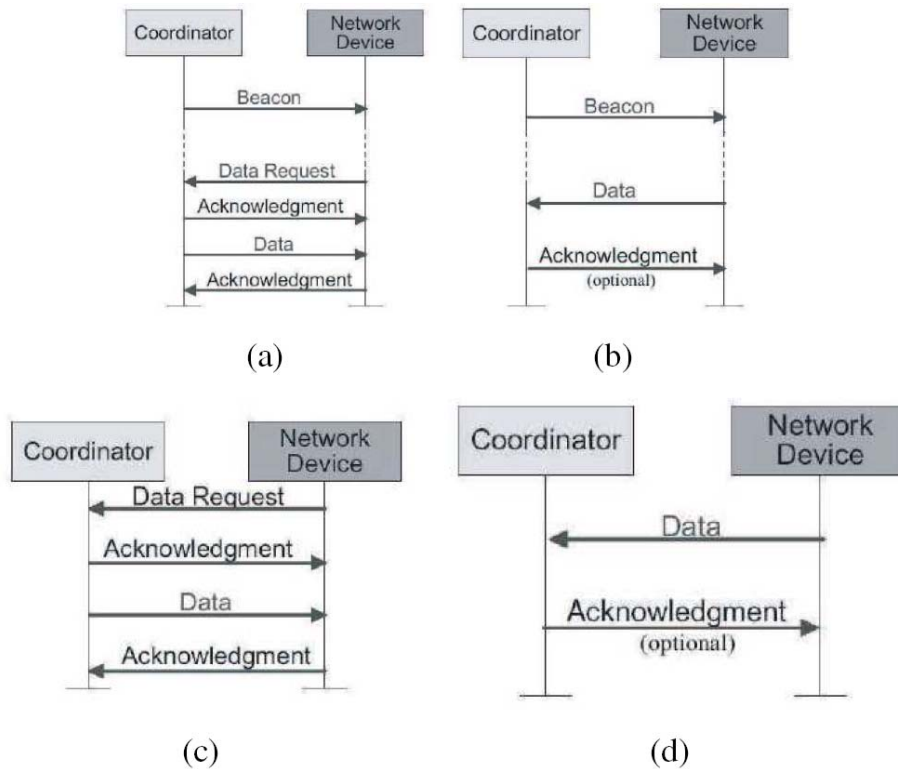 Coordinator
Network
Device
Beacon
Data Request
Acknowledgment
Data
Acknowledgment
(a)
Coordinator
Network
Device
Beacon
Data
Acknowledgment
(optional)
(b)
Coordinator
Network
Device
Data Request
Acknowledgment
Data
Acknowledgment
(c)
Coordinator
Network
Device
Data
Acknowledgment
(optional)
(d)